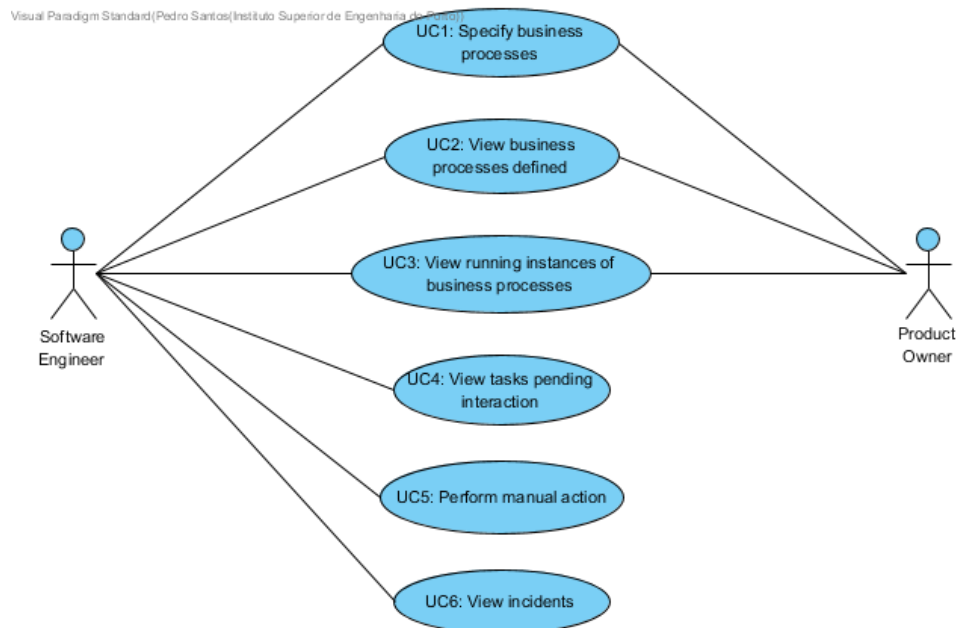 Visual Paradigm Standard(Pedro Santos(Instituto Superior de Engenharia do Porto))
UC1: Specify business
processes
UC2: View business
processes defined
UC3: View running instances of
business processes
Software
Engineer
Product
Owner
UC4: View tasks pending
interaction
UC5: Perform manual action
UC6: View incidents